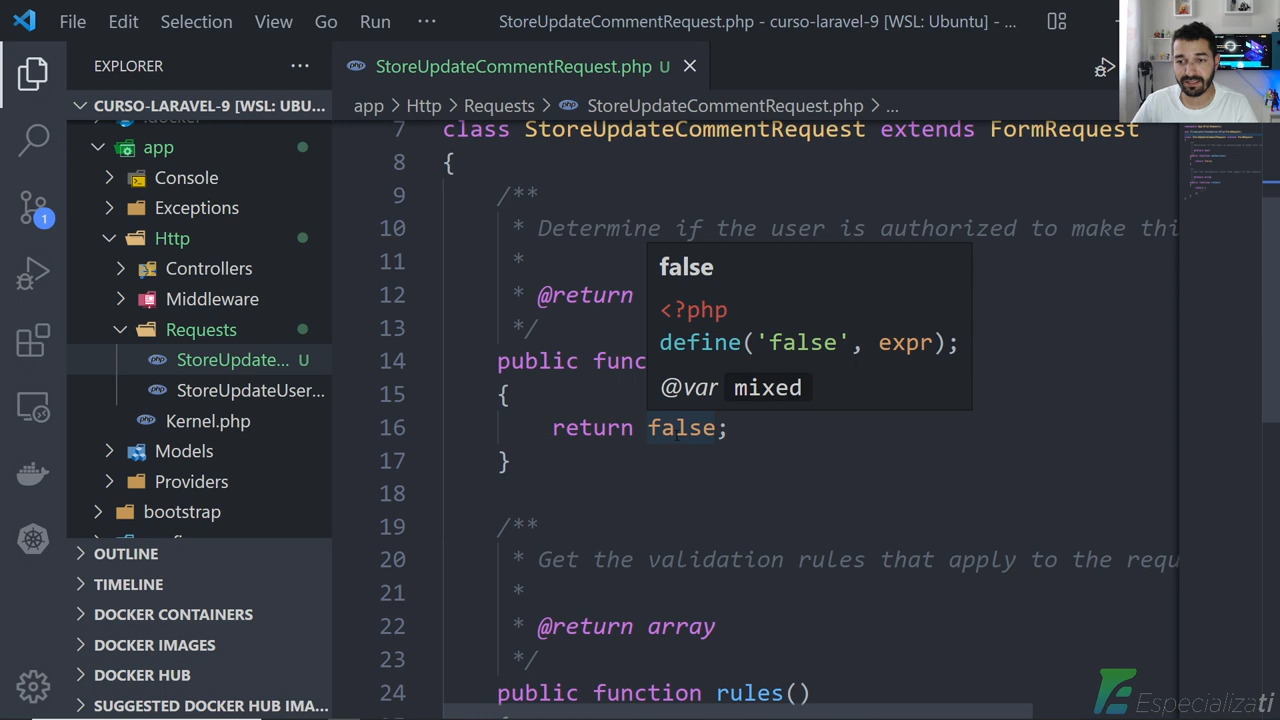 File Edit Selection View Go Run ··· StoreUpdateCommentRequest.php - curso-laravel-9 [WSL: Ubuntu] - ...
EXPLORER ···
StoreUpdateCommentRequest.php U
CURSO-LARAVEL-9 [WSL: UBU...
app > Http > Requests > StoreUpdateCommentRequest.php > ...
.docker
app
Console
Exceptions
Http
Controllers
Middleware
Requests
StoreUpdate... U
StoreUpdateUser...
Kernel.php
Models
Providers
bootstrap
OUTLINE
TIMELINE
DOCKER CONTAINERS
DOCKER IMAGES
DOCKER HUB
SUGGESTED DOCKER HUB IMA...
1
7 class StoreUpdateCommentRequest extends FormRequest
8 {
9 /**
10 * Determine if the user is authorized to make thi
11 *
12 * @return
13 */
14 public func
15 {
16 return false;
17 }
18
19 /**
20 * Get the validation rules that apply to the requ
21 *
22 * @return array
23 */
24 public function rules()
false
<?php
define('false', expr);
@var mixed
Especializati